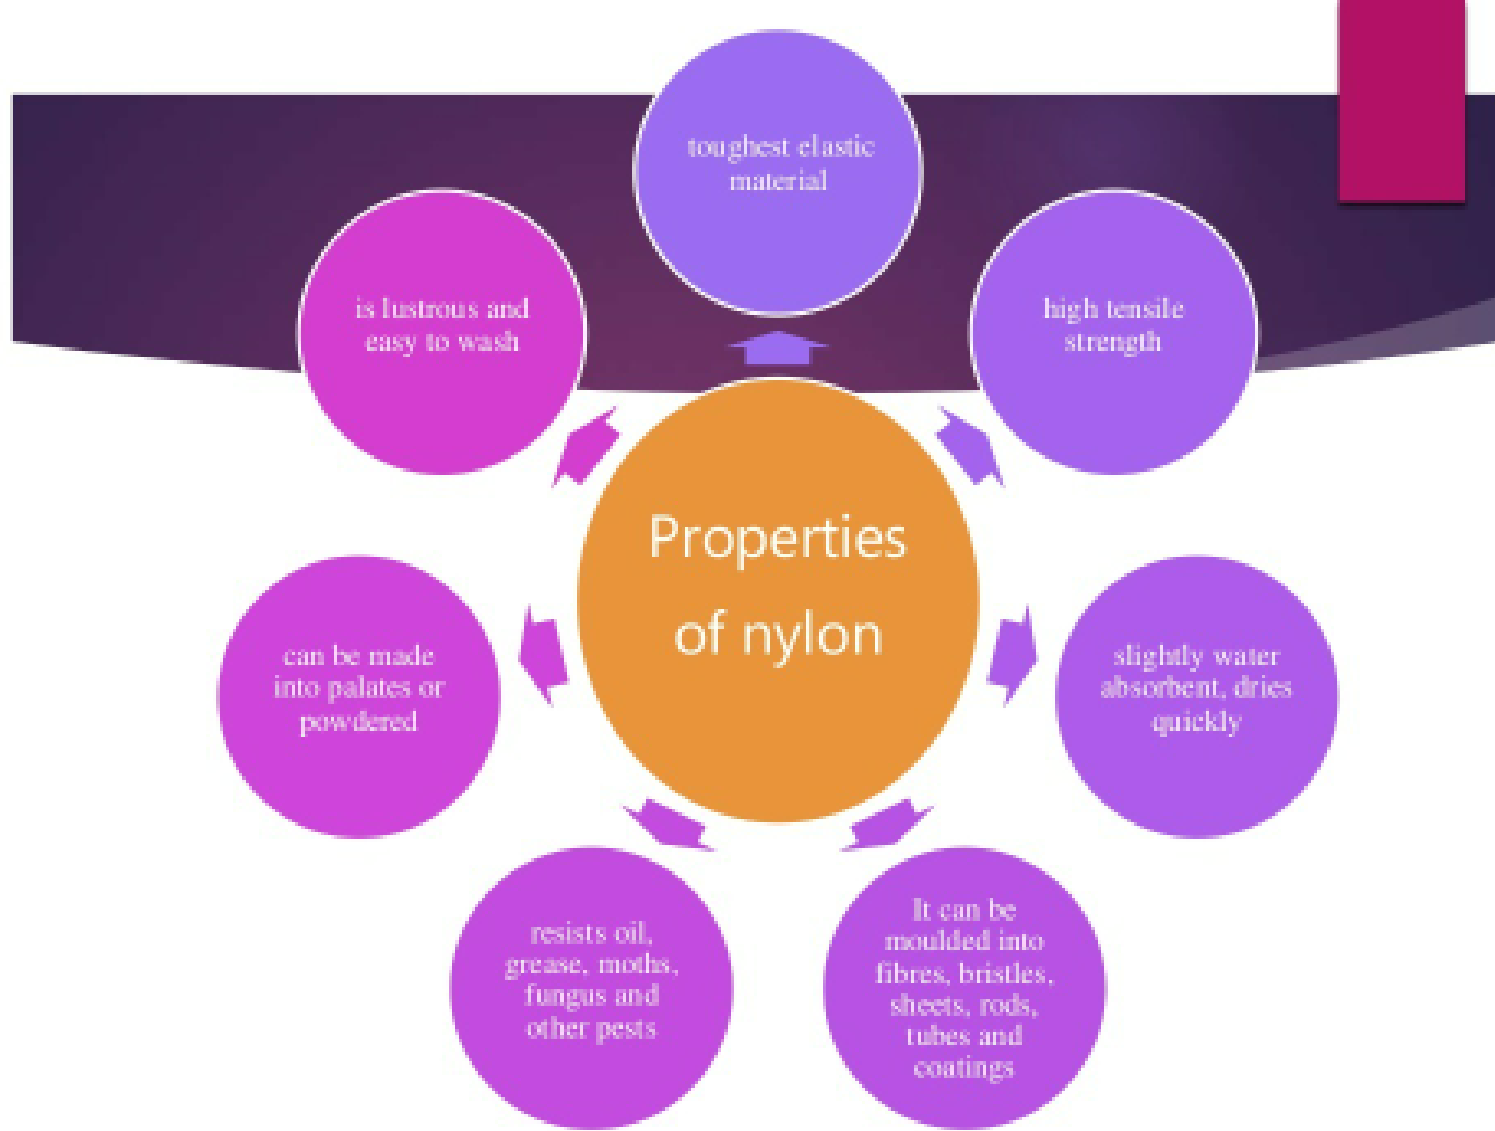 toughest elastic
material
high tensile
strength
slightly water
absorbent, dries
quickly
It can be
moulded into
fibres, bristles,
sheets, rods,
tubes and
coatings
resists oil,
grease, moths,
fungus and
other pests
can be made
into palates or
powdered
is lustrous and
easy to wash
Properties
of nylon